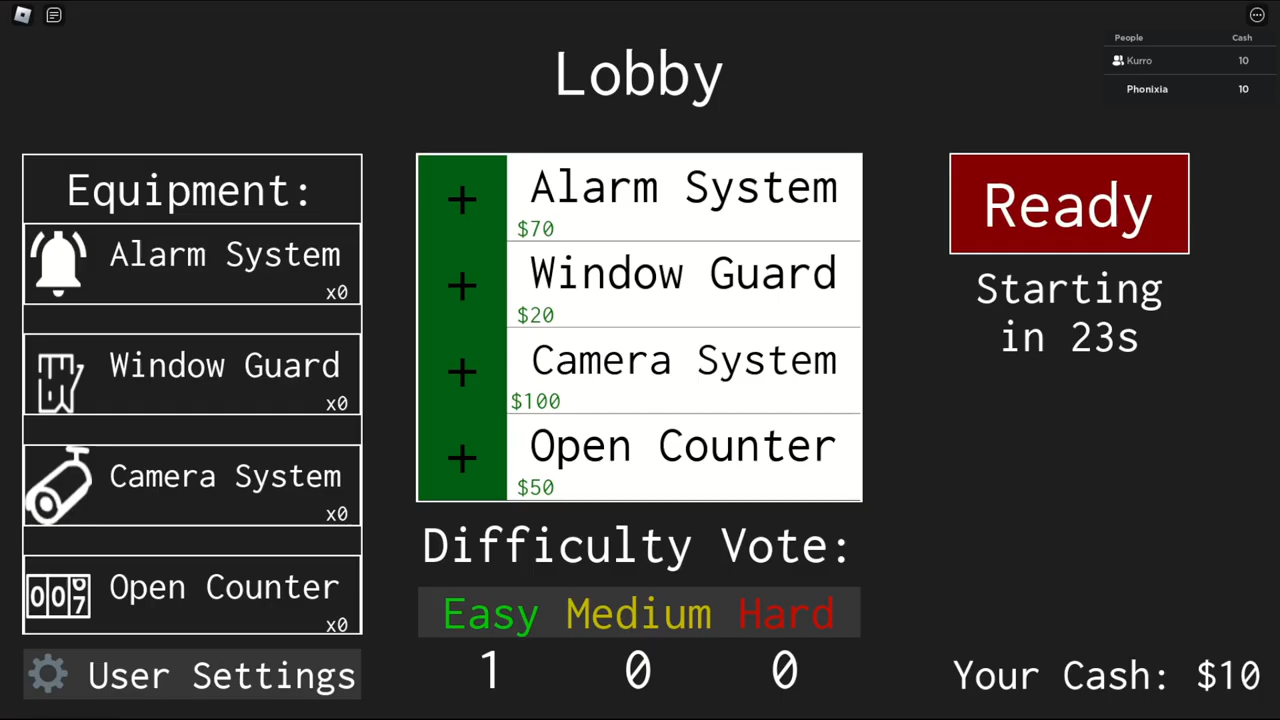 Lobby
People Cash
Kurro 10
Phonixia 10
Equipment:
Alarm System
x0
Window Guard
x0
Camera System
x0
007
Open Counter
x0
User Settings
+ Alarm System
$70
+ Window Guard
$20
+ Camera System
$100
+ Open Counter
$50
Difficulty Vote:
Easy Medium Hard
1 0 0
Ready
Starting
in 23s
Your Cash: $10